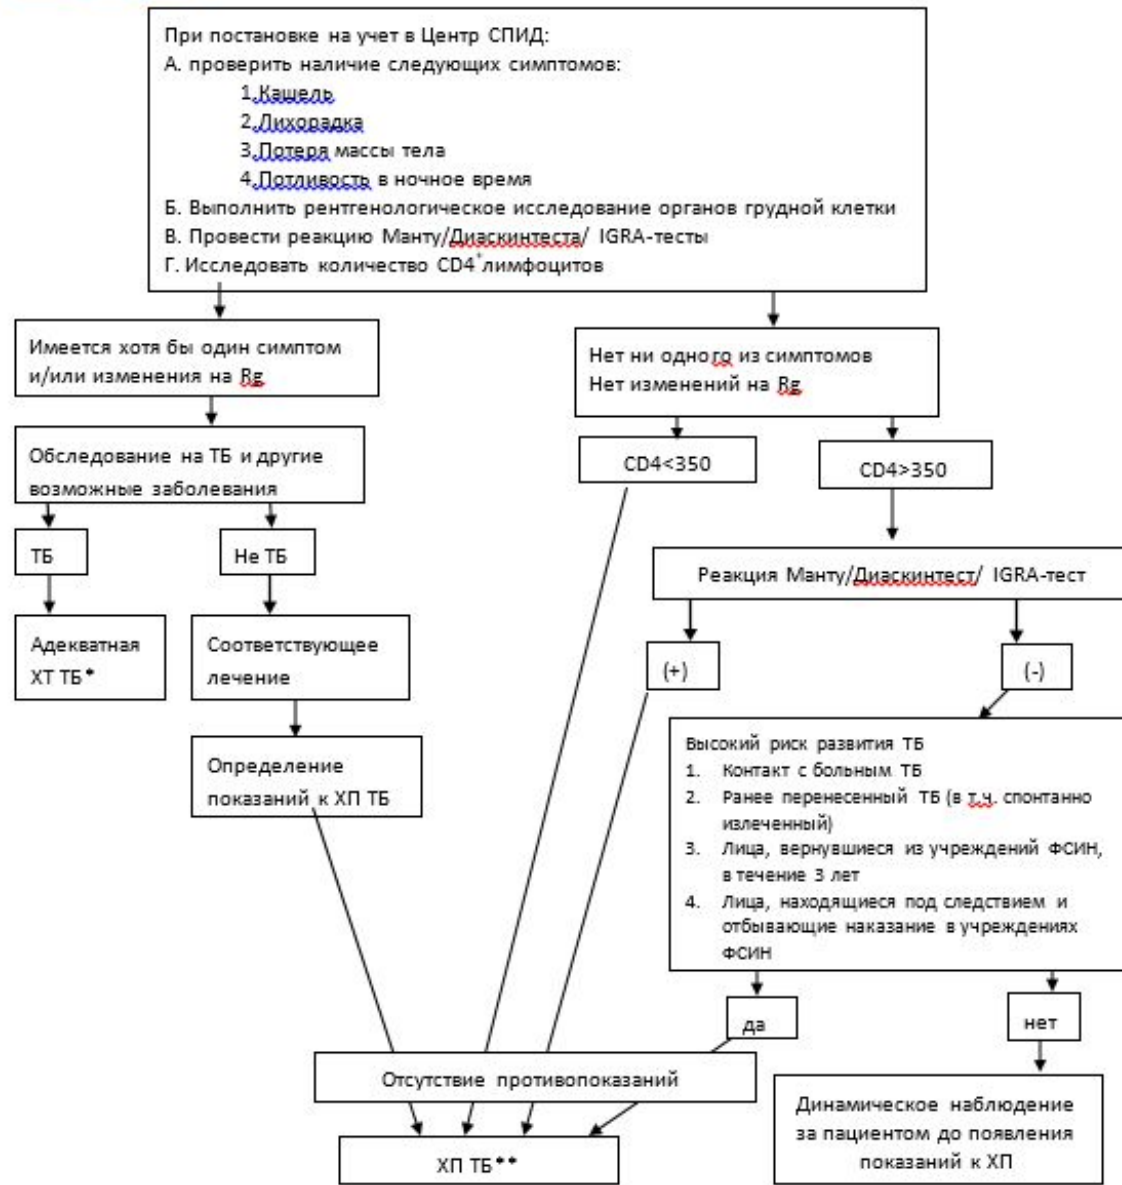 При постановке на учет в Центр СПИД:
А. проверить наличие следующих симптомов:
1.Кашель
2.Лихорадка
3.Потеря массы тела
4.Потливость в ночное время
Б. Выполнить рентгенологическое исследование органов грудной клетки
В. Провести реакцию Манту/Диаскинтеста/ IGRA-тесты
Г. Исследовать количество CD4⁺лимфоцитов
Имеется хотя бы один симптом
и/или изменения на Rg
Нет ни одного из симптомов
Нет изменений на Rg
Обследование на ТБ и другие
возможные заболевания
CD4<350
CD4>350
ТБ
Не ТБ
Реакция Манту/Диаскинтест/ IGRA-тест
Адекватная
ХТ ТБ*
Соответствующее
лечение
(+)
(-)
Определение
показаний к ХП ТБ
Высокий риск развития ТБ
1. Контакт с больным ТБ
2. Ранее перенесенный ТБ (в т.ч. спонтанно
излеченный)
3. Лица, вернувшиеся из учреждений ФСИН,
в течение 3 лет
4. Лица, находящиеся под следствием и
отбывающие наказание в учреждениях
ФСИН
да
нет
Отсутствие противопоказаний
Динамическое наблюдение
за пациентом до появления
показаний к ХП
ХП ТБ**